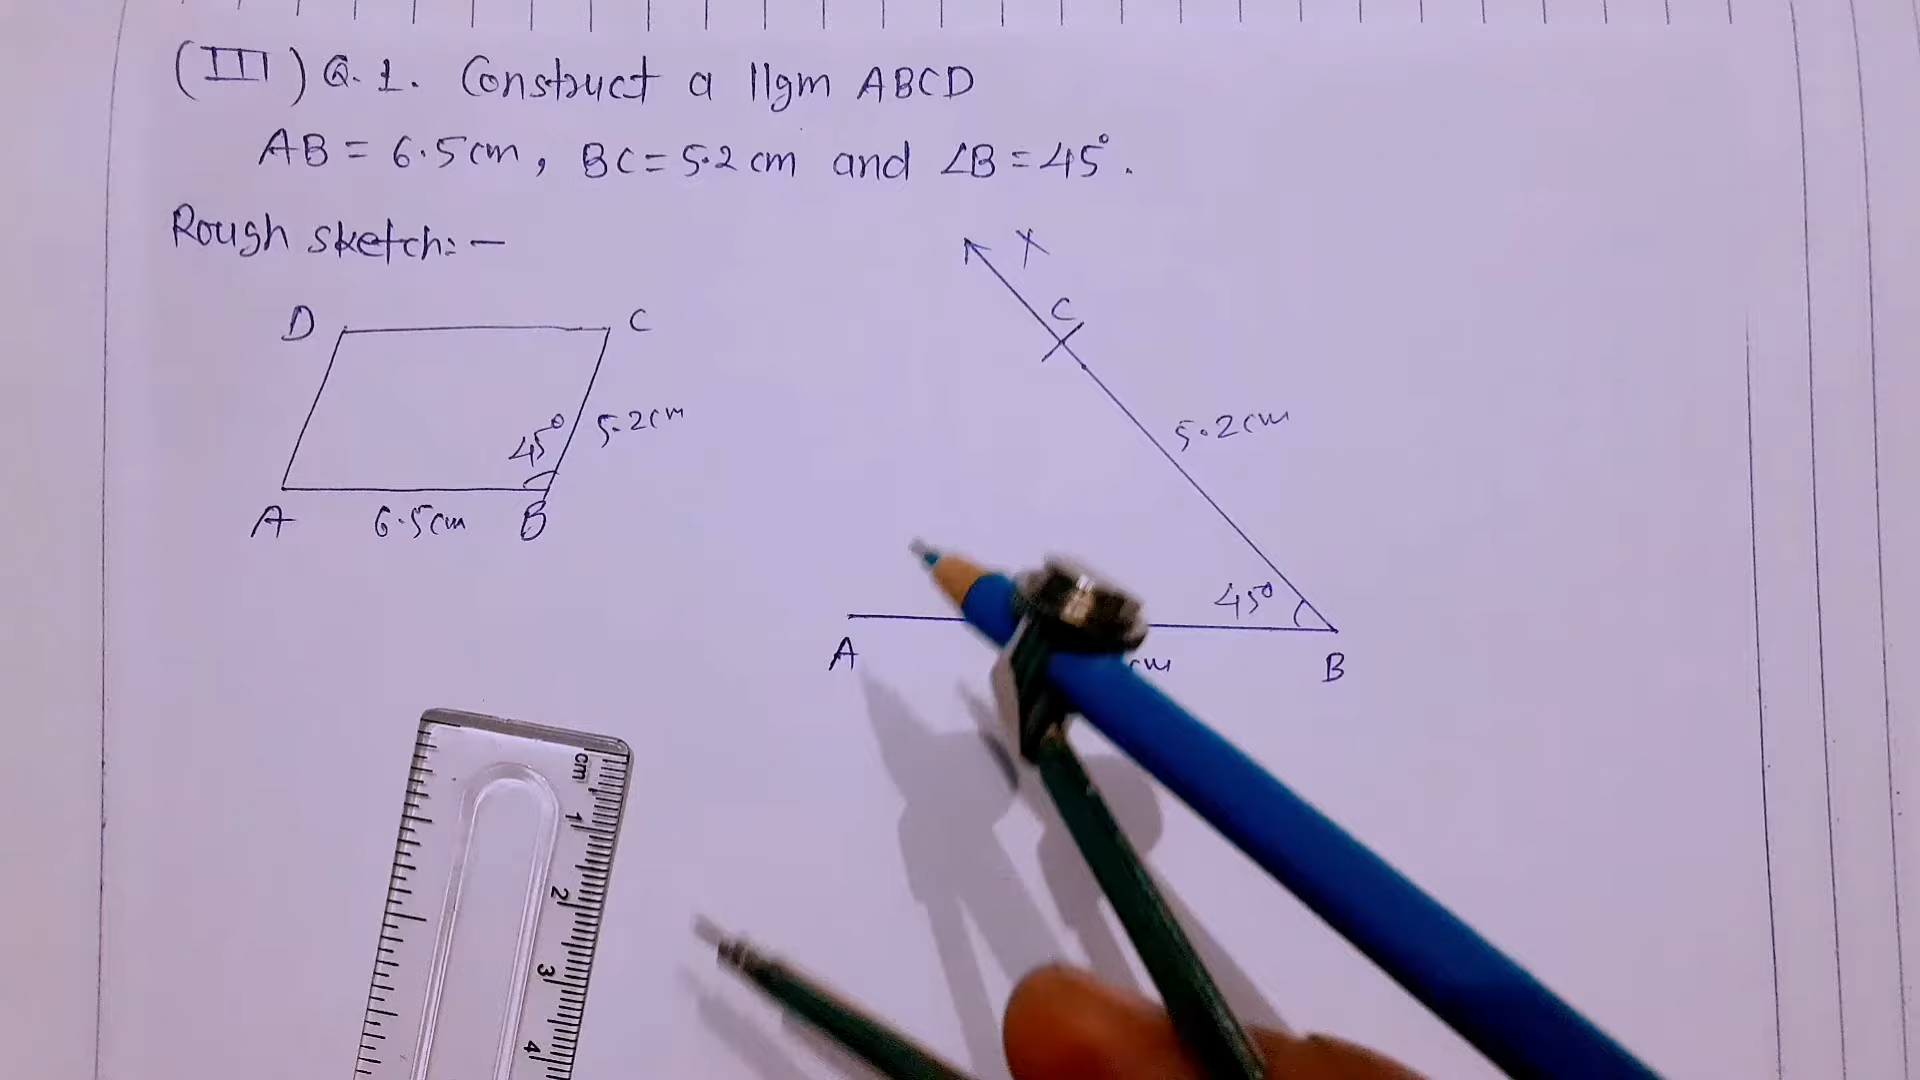 (III) Q.1. Construct a llgm ABCD
AB = 6.5cm, BC = 5.2 cm and ∠B = 45°.
Rough sketch:-
D
C
45°
5.2cm
A
6.5cm
B
X
C
5.2cm
45°
A
cm
B
cm
1
2
3
4